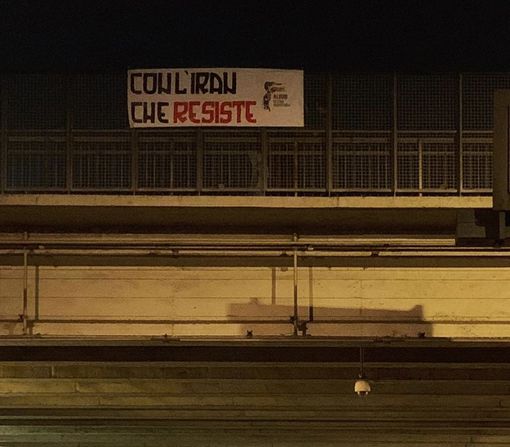 CON L'IRAN
CHE RESISTE